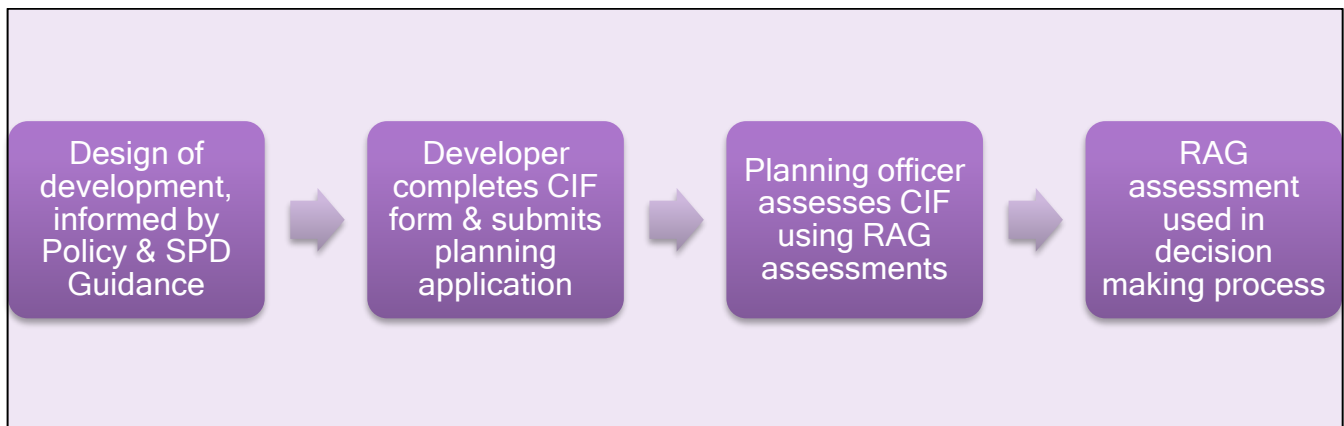 Design of
development,
informed by
Policy & SPD
Guidance
Developer
completes CIF
form & submits
planning
application
Planning officer
assesses CIF
using RAG
assessments
RAG
assessment
used in
decision
making process